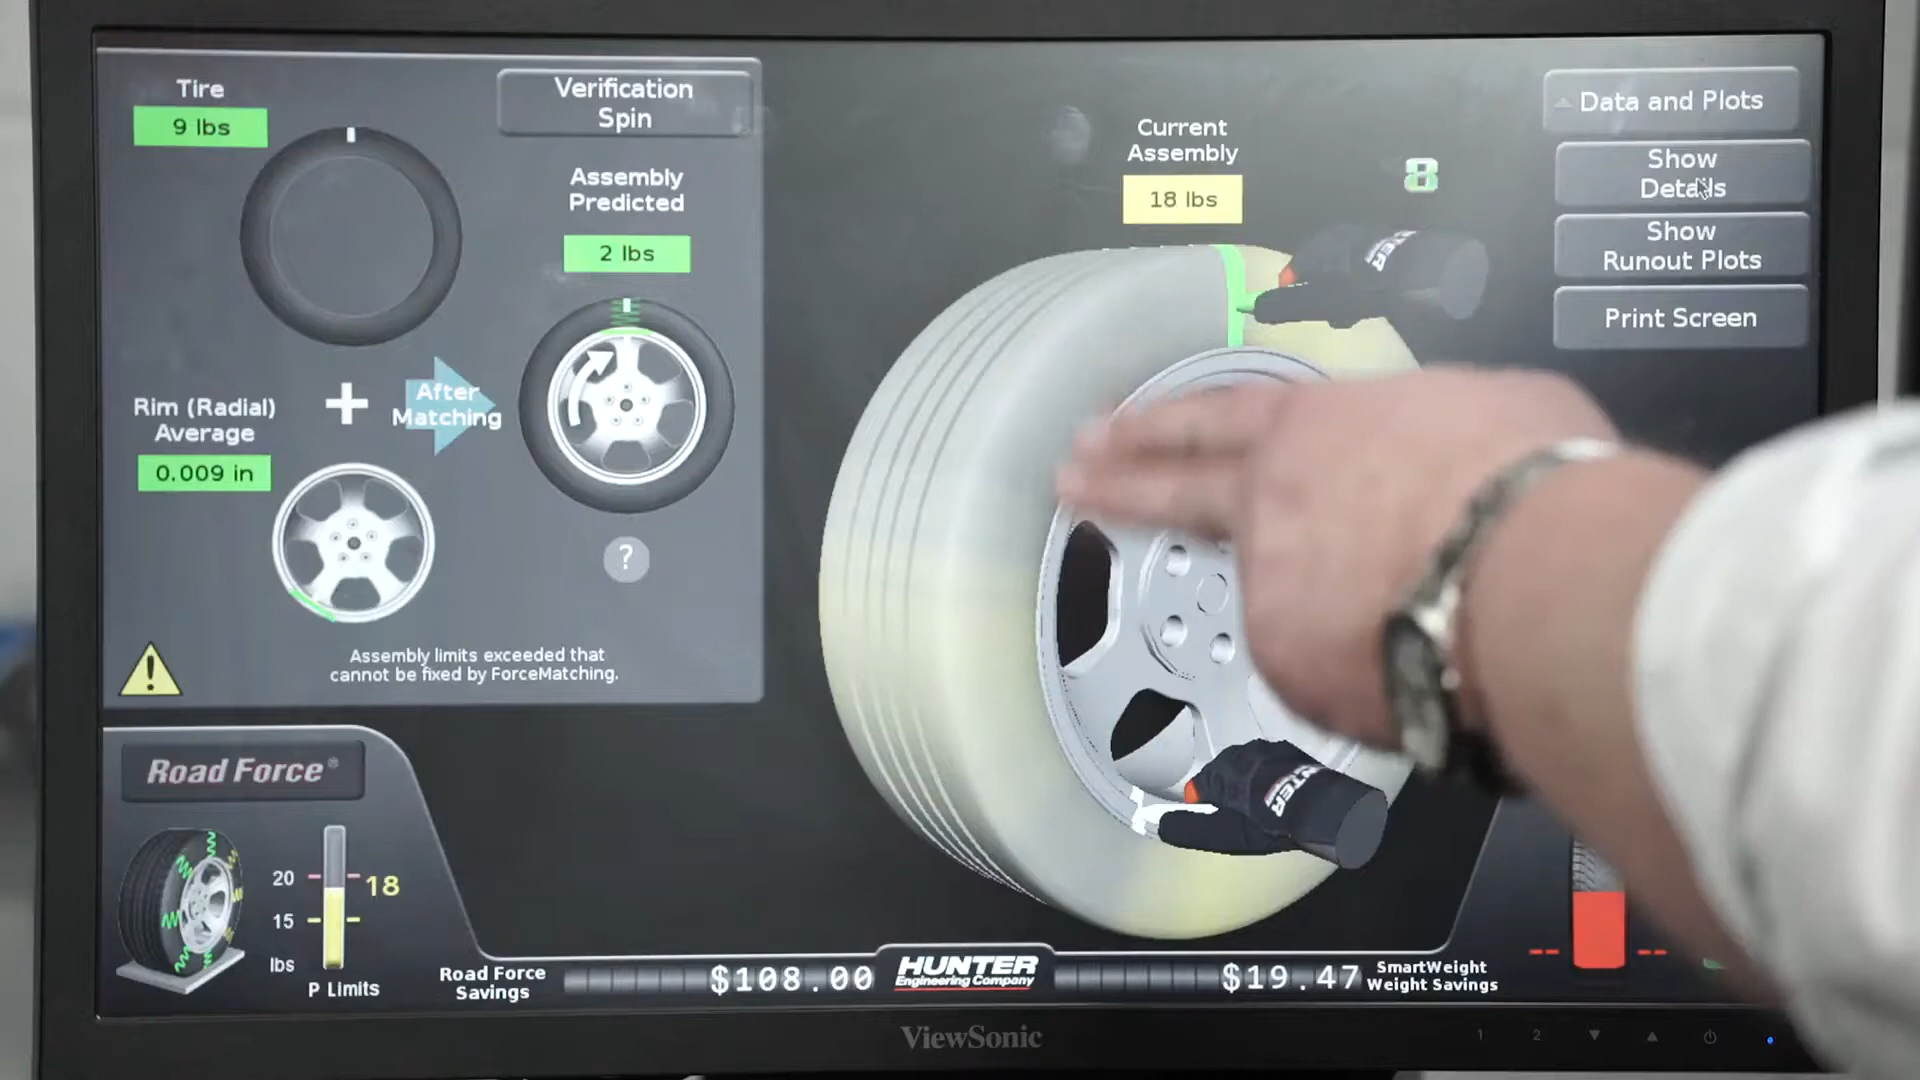 Tire
9 lbs
Verification
Spin
Assembly
Predicted
2 lbs
Rim (Radial)
Average
0.009 in
After
Matching
?
Assembly limits exceeded that
cannot be fixed by ForceMatching.
Current
Assembly
18 lbs
8
Data and Plots
Show
Details
Show
Runout Plots
Print Screen
Road Force®
20
18
15
lbs
P Limits
Road Force
Savings
$108.00
HUNTER
Engineering Company
$19.47
SmartWeight
Weight Savings
ViewSonic
1
2